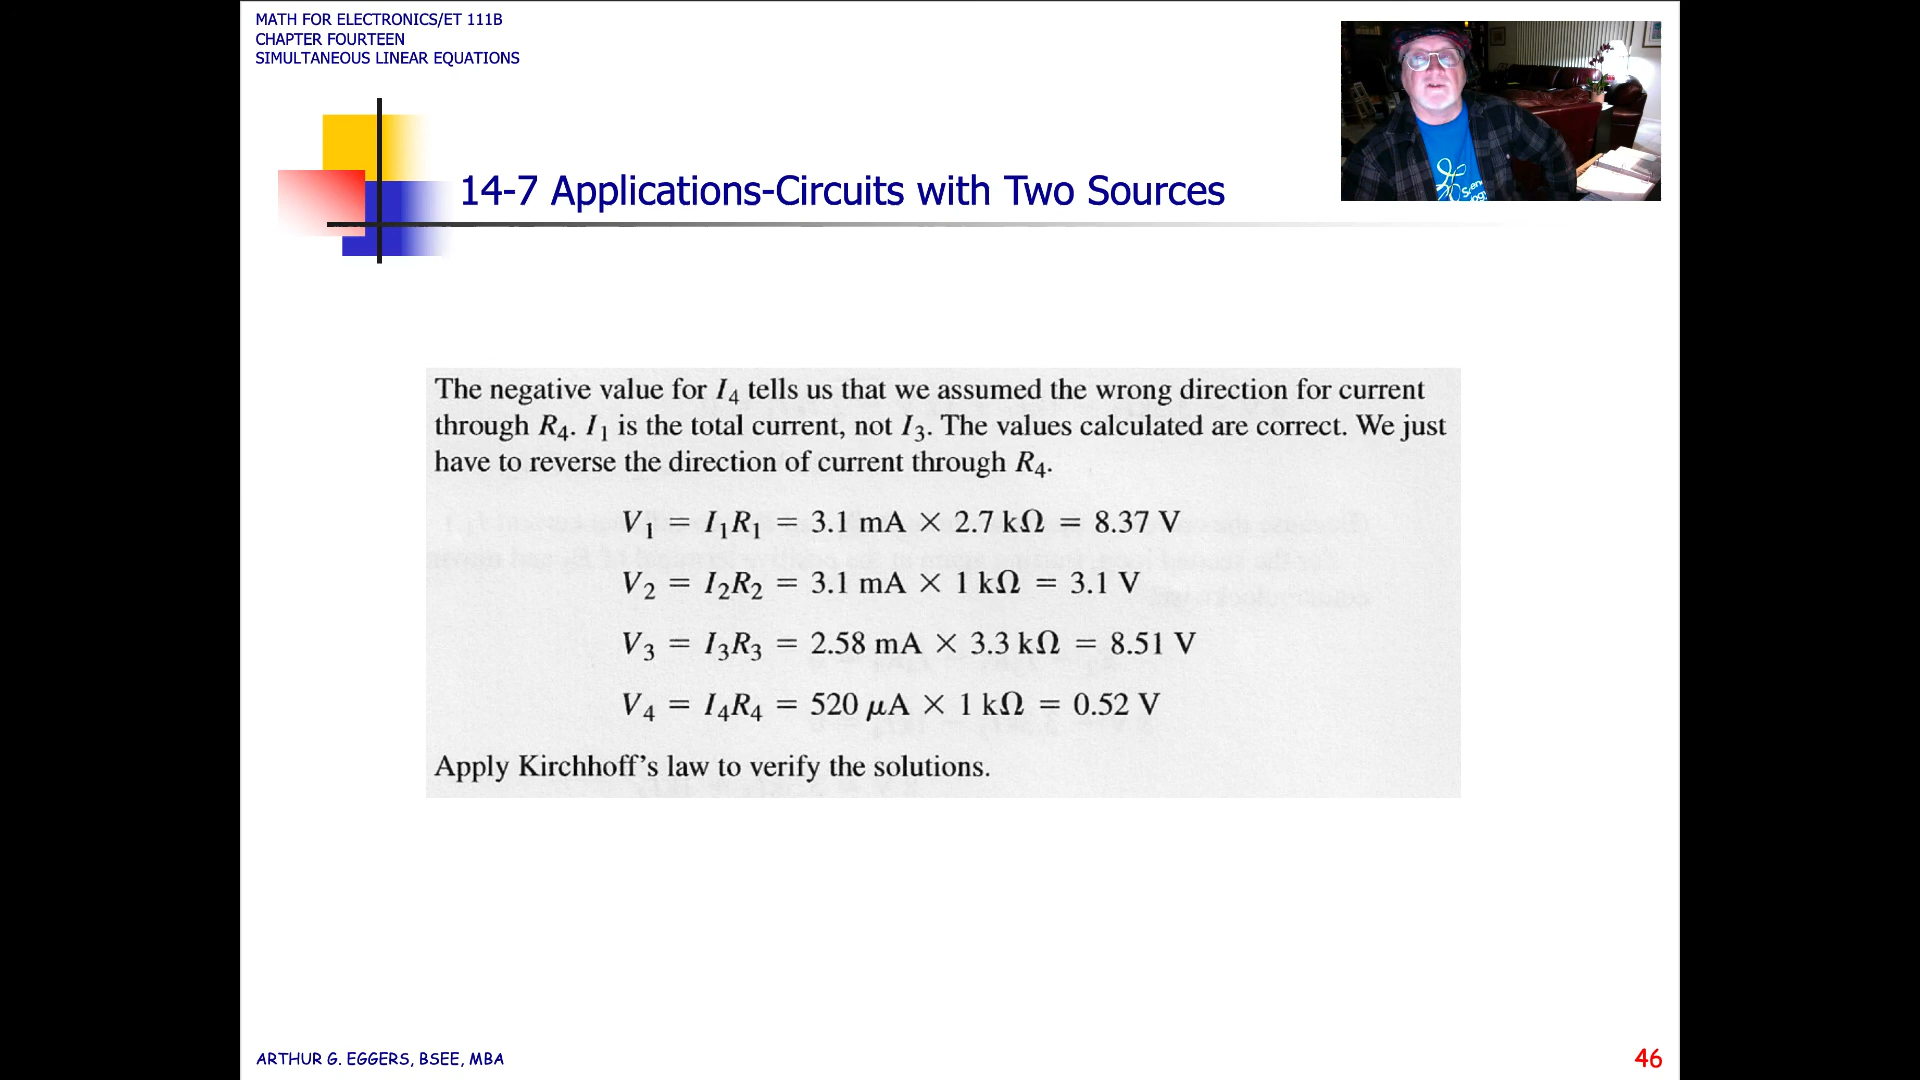 MATH FOR ELECTRONICS/ET 111B
CHAPTER FOURTEEN
SIMULTANEOUS LINEAR EQUATIONS
14-7 Applications-Circuits with Two Sources
The negative value for I₄ tells us that we assumed the wrong direction for current
through R₄. I₁ is the total current, not I₃. The values calculated are correct. We just
have to reverse the direction of current through R₄.
V₁ = I₁R₁ = 3.1 mA × 2.7 kΩ = 8.37 V
V₂ = I₂R₂ = 3.1 mA × 1 kΩ = 3.1 V
V₃ = I₃R₃ = 2.58 mA × 3.3 kΩ = 8.51 V
V₄ = I₄R₄ = 520 μA × 1 kΩ = 0.52 V
Apply Kirchhoff's law to verify the solutions.
ARTHUR G. EGGERS, BSEE, MBA
46